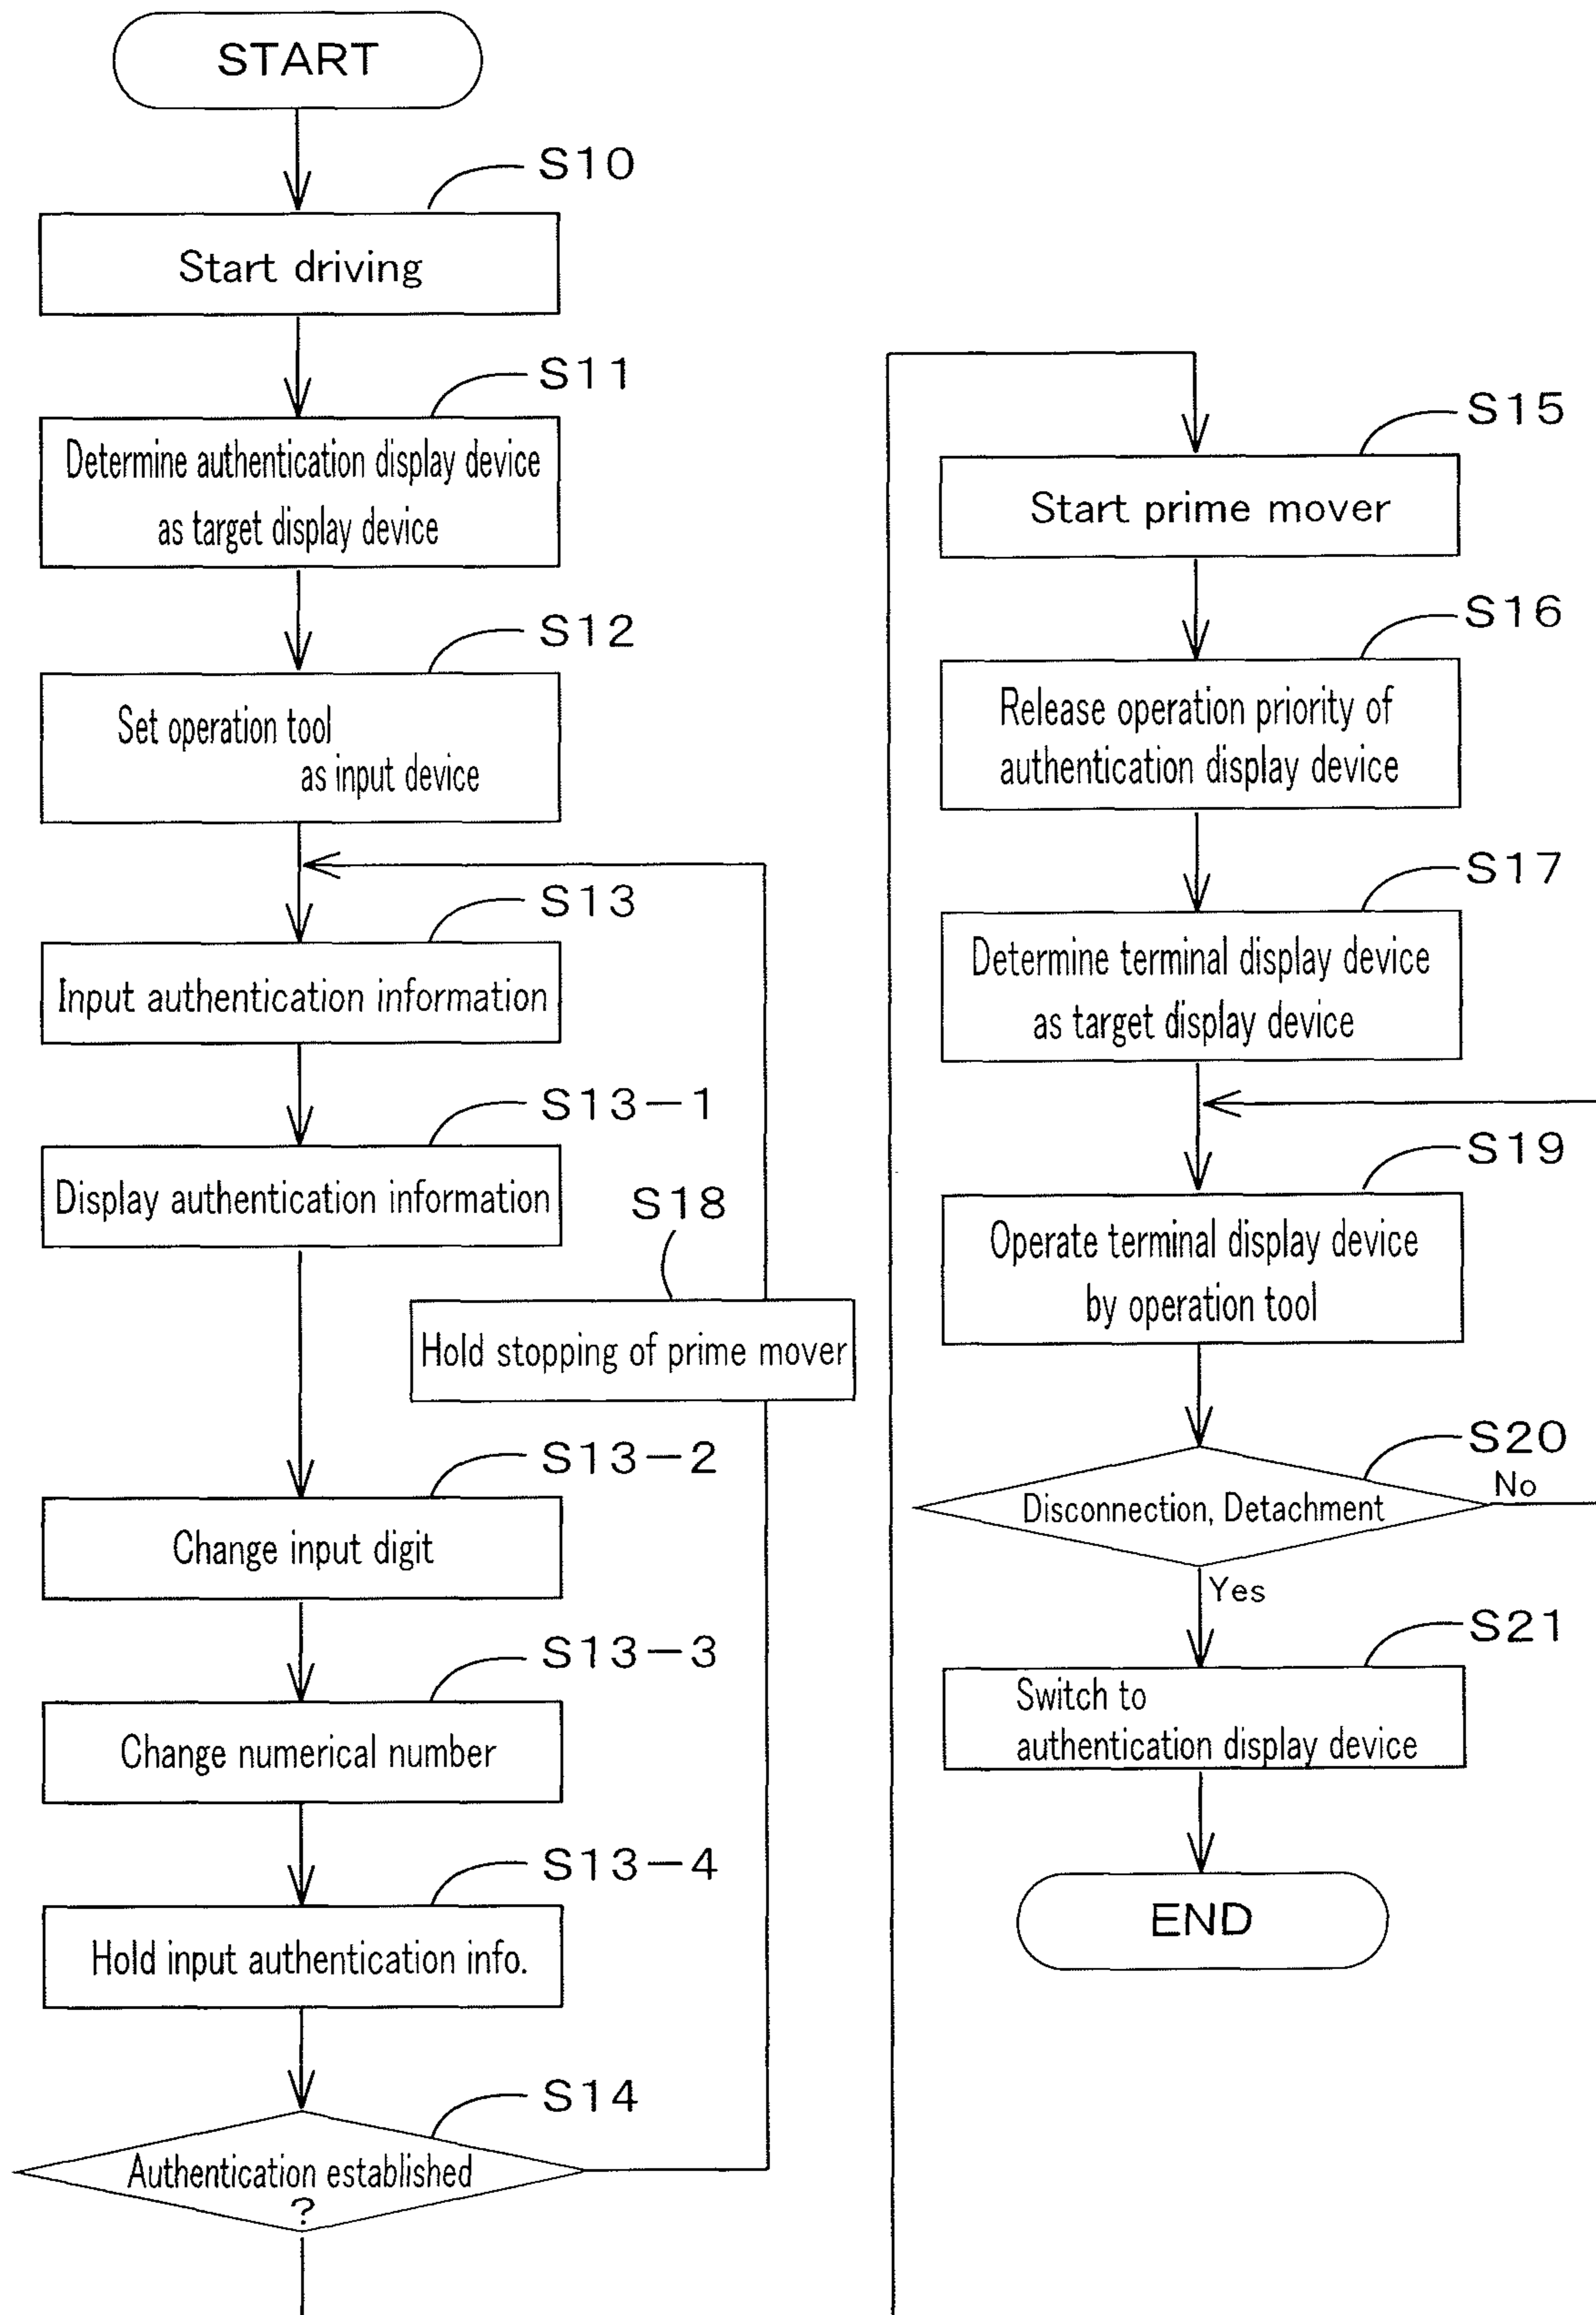 START
S10
Start driving
S11
Determine authentication display device
as target display device
S12
Set operation tool
as input device
S13
Input authentication information
S13-1
Display authentication information
S18
Hold stopping of prime mover
S13-2
Change input digit
S13-3
Change numerical number
S13-4
Hold input authentication info.
S14
Authentication established
?
S15
Start prime mover
S16
Release operation priority of
authentication display device
S17
Determine terminal display device
as target display device
S19
Operate terminal display device
by operation tool
S20
No
Disconnection, Detachment
Yes
S21
Switch to
authentication display device
END